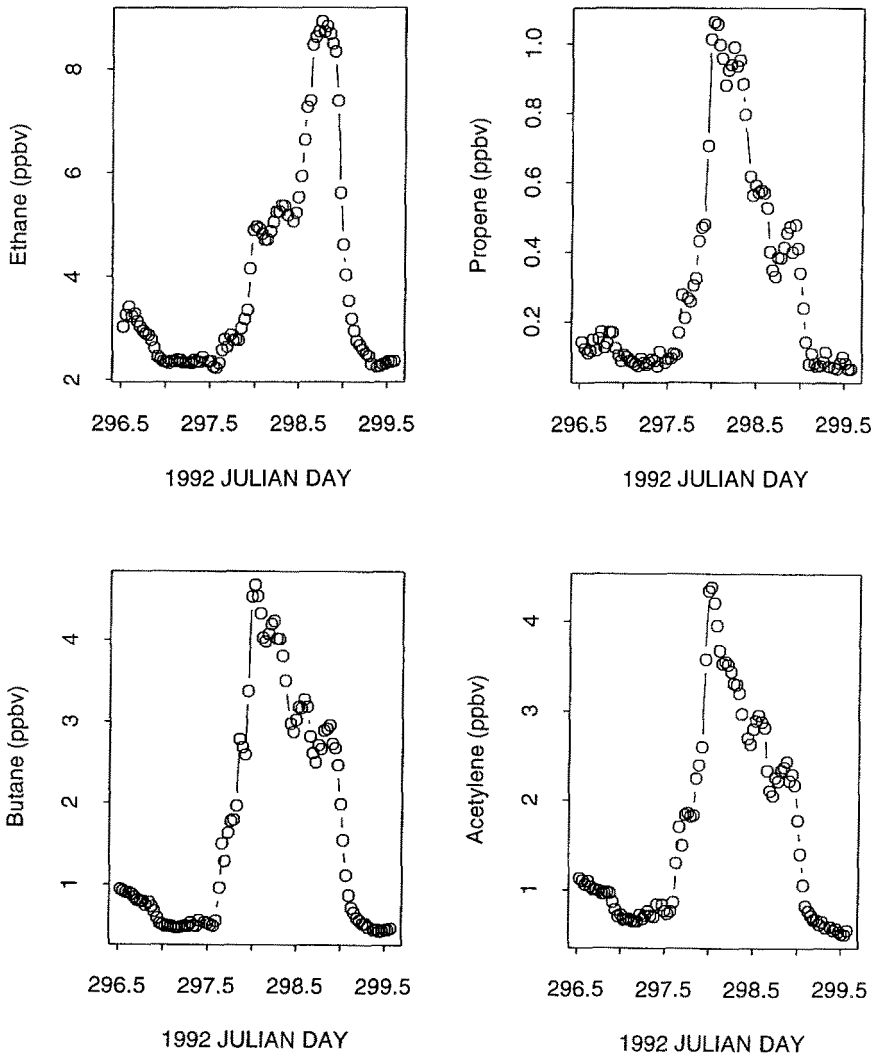 Ethane (ppbv)
8
6
4
2
296.5 297.5 298.5 299.5
1992 JULIAN DAY
Propene (ppbv)
1.0
0.8
0.6
0.4
0.2
296.5 297.5 298.5 299.5
1992 JULIAN DAY
Butane (ppbv)
4
3
2
1
296.5 297.5 298.5 299.5
1992 JULIAN DAY
Acetylene (ppbv)
4
3
2
1
296.5 297.5 298.5 299.5
1992 JULIAN DAY